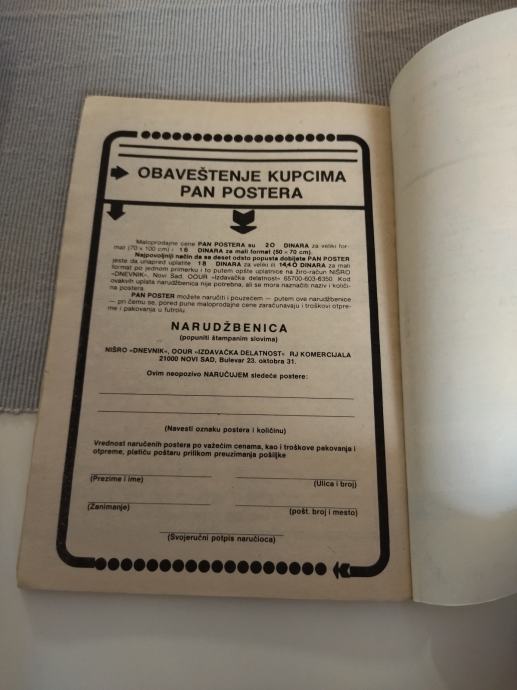 OBAVEŠTENJE KUPCIMA
PAN POSTERA
Maloprodajne cene PAN POSTERA su 20 DINARA za veliki for-
mat (70 x 100 cm) i 16 DINARA za mali format (50 x 70 cm).
Najpovoljniji način da sa deset odsto popusta dobijete PAN POSTER
jeste da unapred uplatite 18 DINARA za veliki ili 14,40 DINARA za mali
format po jednom primerku i to putem opšte uplatnice na žiro-račun NIŠRO
»DNEVNIK«, Novi Sad, OOUR »Izdavačka delatnost« 65700-603-6350. Kod
ovakvih uplata narudžbenica nije potrebna, ali se mora naznačiti naziv i količi-
na postera.
PAN POSTER možete naručiti i pouzećem — putem ove narudžbenice
— pri čemu se, pored pune maloprodajne cene zaračunavaju i troškovi otpre-
me i pakovanja u futrolu.
NARUDŽBENICA
(popuniti štampanim slovima)
NIŠRO »DNEVNIK«, OOUR »IZDAVAČKA DELATNOST« RJ KOMERCIJALA
21000 NOVI SAD, Bulevar 23. oktobra 31.
Ovim neopozivo NARUČUJEM sledeće postere:
(Navesti oznaku postera i količinu)
Vrednost naručenih postera po važećim cenama, kao i troškove pakovanja i
otpreme, platiću poštaru prilikom preuzimanja pošiljke
(Prezime i ime) (Ulica i broj)
(Zanimanje) (pošt. broj i mesto)
(Svojeručni potpis naručioca)